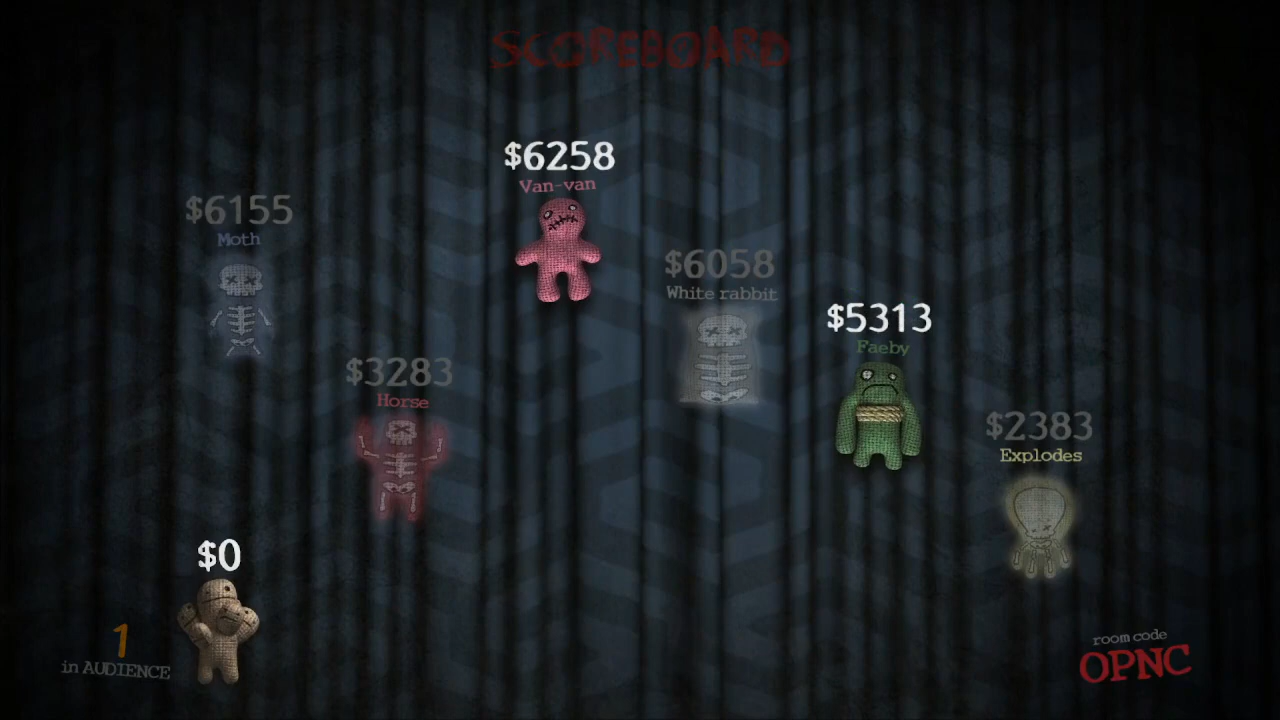 SCOREBOARD
$6258
Van-van
$6155
Moth
$6058
White rabbit
$5313
Faeby
$3283
Horse
$2383
Explodes
$0
1
in AUDIENCE
room code
OPNC